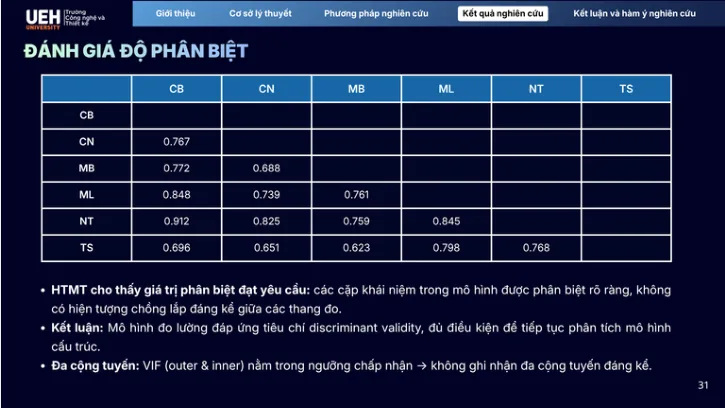 UEH UNIVERSITY Trường Công nghệ và Thiết kế
Giới thiệu Cơ sở lý thuyết Phương pháp nghiên cứu Kết quả nghiên cứu Kết luận và hàm ý nghiên cứu
ĐÁNH GIÁ ĐỘ PHÂN BIỆT
CB CN MB ML NT TS
CB
CN 0.767
MB 0.772 0.688
ML 0.848 0.739 0.761
NT 0.912 0.825 0.759 0.845
TS 0.696 0.651 0.623 0.798 0.768
• HTMT cho thấy giá trị phân biệt đạt yêu cầu: các cặp khái niệm trong mô hình được phân biệt rõ ràng, không
có hiện tượng chồng lắp đáng kể giữa các thang đo.
• Kết luận: Mô hình đo lường đáp ứng tiêu chí discriminant validity, đủ điều kiện để tiếp tục phân tích mô hình
cấu trúc.
• Đa cộng tuyến: VIF (outer & inner) nằm trong ngưỡng chấp nhận → không ghi nhận đa cộng tuyến đáng kể.
31